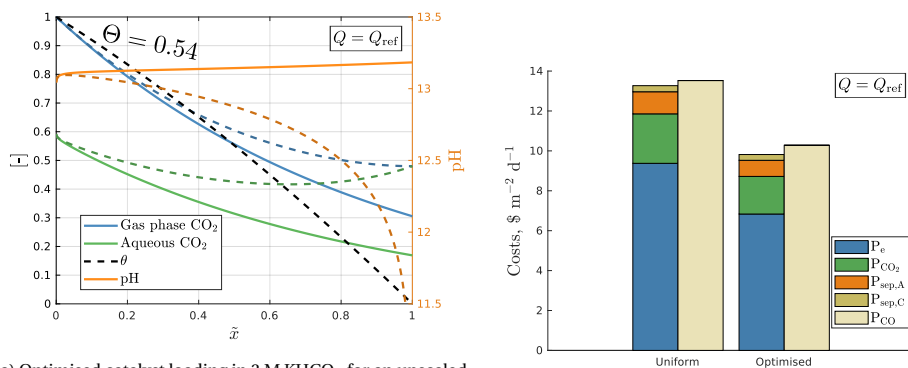 Θ = 0.54
Q = Q_ref
1
0.9
0.8
0.7
0.6
0.5
0.4
0.3
0.2
0.1
0
[-]
13.5
13
12.5
12
11.5
pH
Gas phase CO₂
Aqueous CO₂
θ
pH
0 0.2 0.4 0.6 0.8 1
x̃
Q = Q_ref
14
12
10
8
6
4
2
0
Costs, $ m⁻² d⁻¹
P_e
P_CO₂
P_sep,A
P_sep,C
P_CO
Uniform Optimised